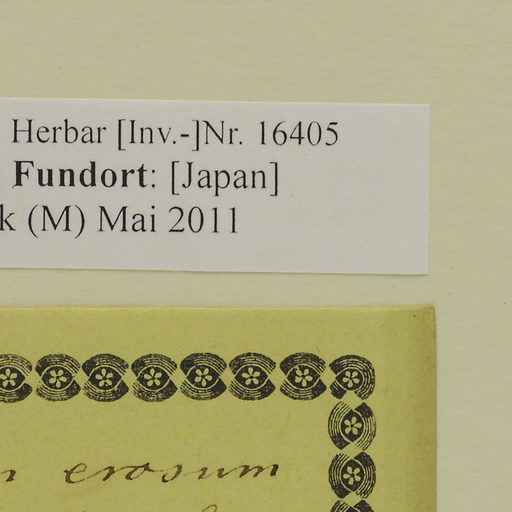 Herbar [Inv.-]Nr. 16405
Fundort: [Japan]
k (M) Mai 2011
erosum